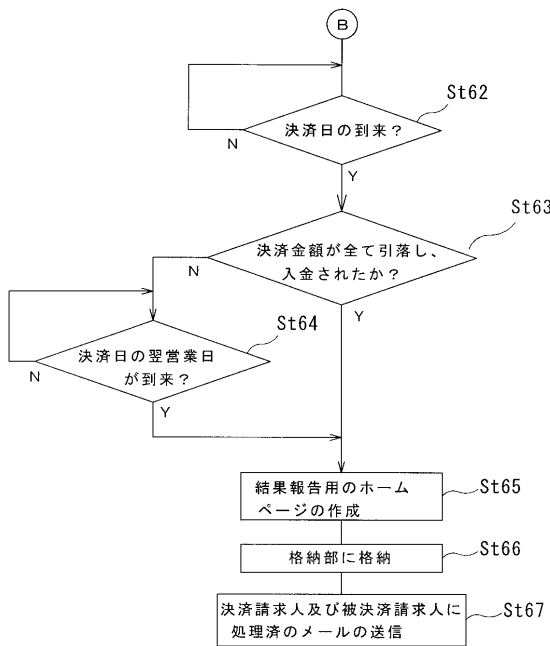 B
St62
決済日の到来?
N
Y
St63
決済金額が全て引落し、
入金されたか?
N
Y
St64
決済日の翌営業日
が到来?
N
Y
結果報告用のホーム
ページの作成
St65
格納部に格納
St66
決済請求人及び被決済請求人に
処理済のメールの送信
St67